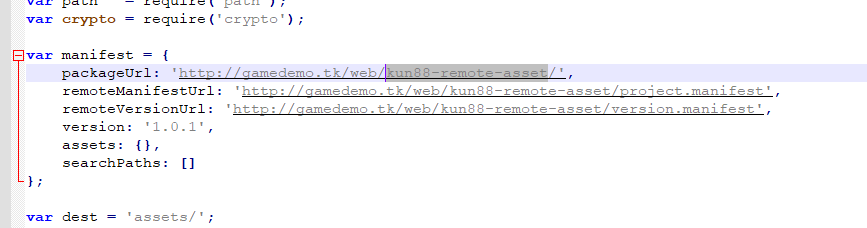 var path   = require('path');
var crypto = require('crypto');
var manifest = {
packageUrl: 'http://gamedemo.tk/web/kun88-remote-asset/',
remoteManifestUrl: 'http://gamedemo.tk/web/kun88-remote-asset/project.manifest',
remoteVersionUrl: 'http://gamedemo.tk/web/kun88-remote-asset/version.manifest',
version: '1.0.1',
assets: {},
searchPaths: []
};
var dest = 'assets/';